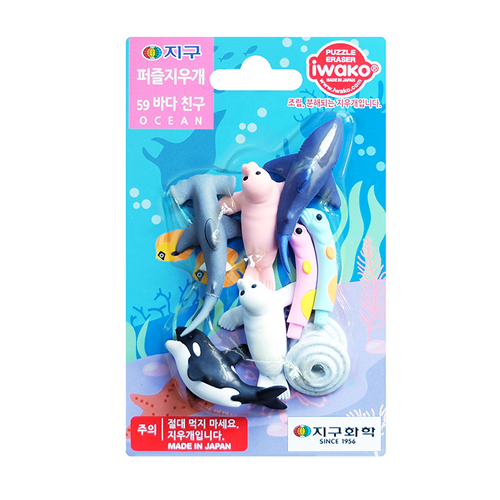 지구
퍼즐지우개
59 바다 친구
OCEAN
PUZZLE
ERASER
iwako®
MADE IN JAPAN
www.iwako.com
조립, 분해되는 지우개입니다.
주의
절대 먹지 마세요.
지우개입니다.
MADE IN JAPAN
지구화학
SINCE 1956